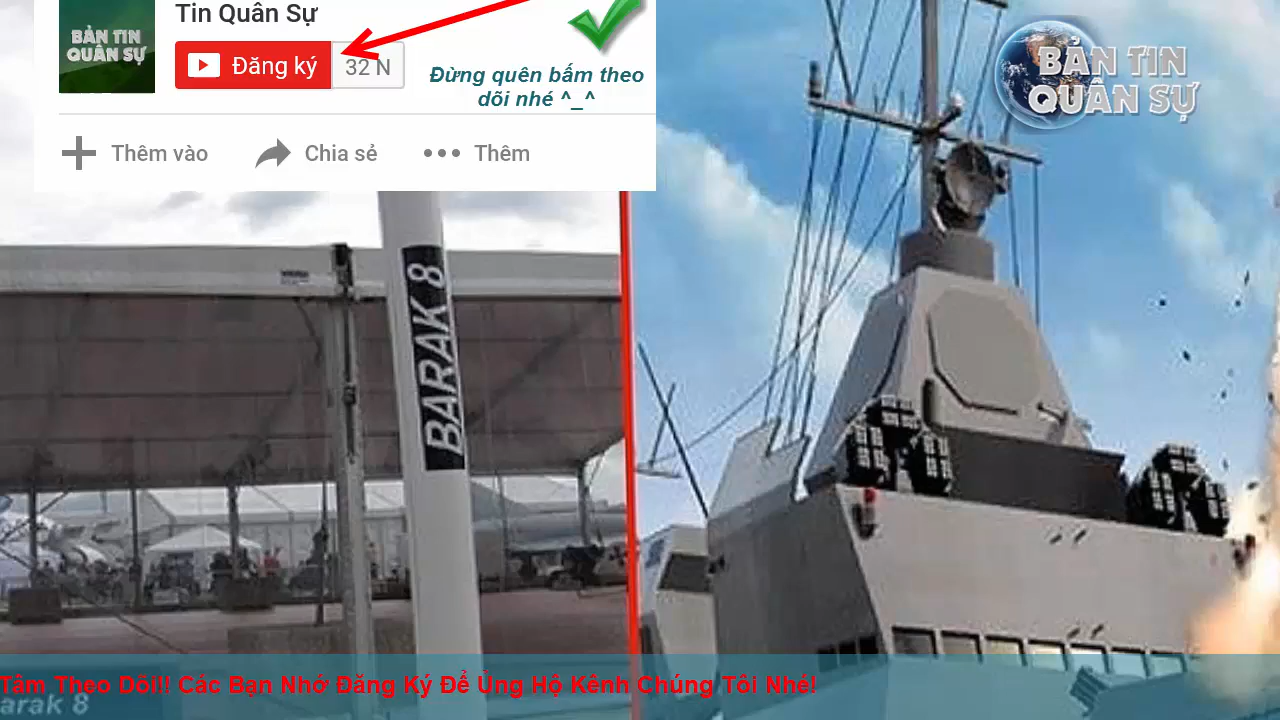 Tin Quân Sự
BẢN TIN
QUÂN SỰ
Đăng ký
32 N
Đừng quên bấm theo
dõi nhé ^_^
Thêm vào
Chia sẻ
Thêm
BẢN TIN
QUÂN SỰ
BARAK 8
Tâm Theo Dõi!! Các Bạn Nhớ Đăng Ký Để Ủng Hộ Kênh Chúng Tôi Nhé!
arak 8